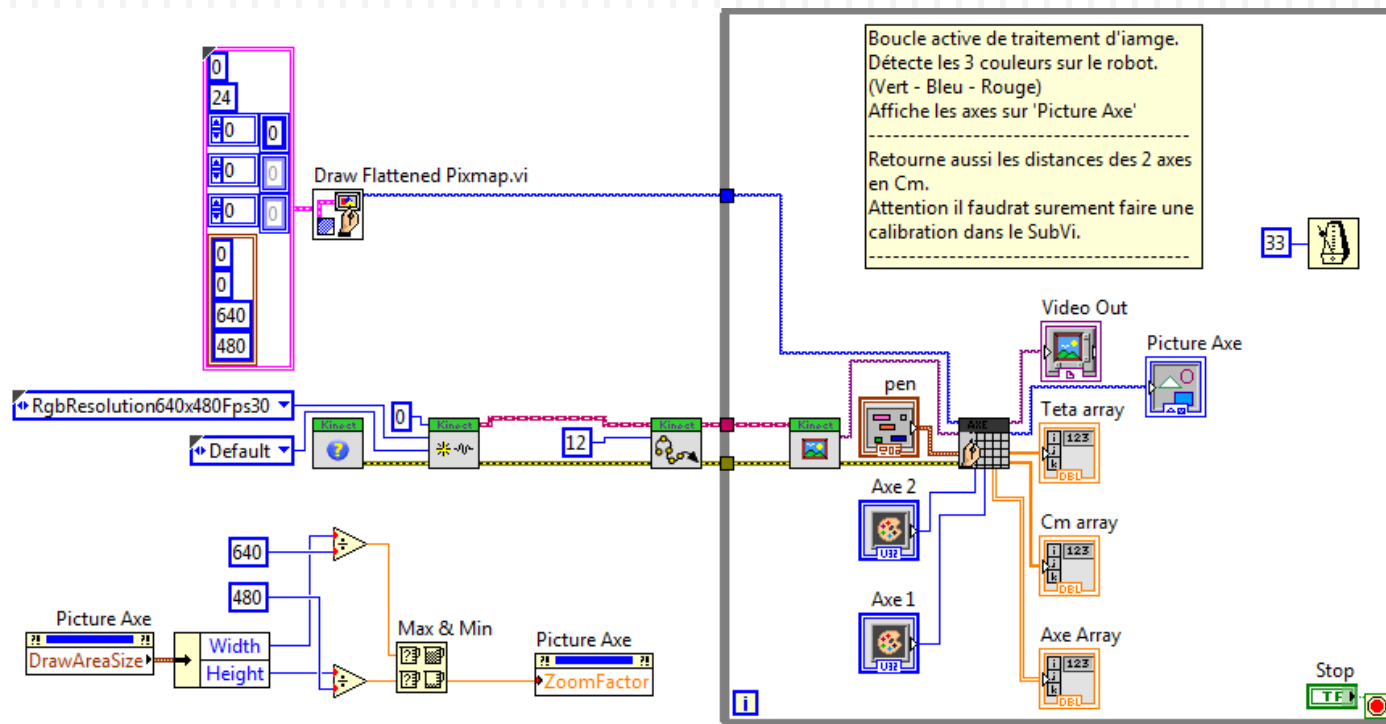 0
24
0
0
0
0
0
0
0
0
640
480
Draw Flattened Pixmap.vi
Boucle active de traitement d'iamge.
Détecte les 3 couleurs sur le robot.
(Vert - Bleu - Rouge)
Affiche les axes sur 'Picture Axe'
---------------------------------------
Retourne aussi les distances des 2 axes
en Cm.
Attention il faudrat surement faire une
calibration dans le SubVi.
---------------------------------------
33
RgbResolution640x480Fps30
Default
Kinect
?
0
Kinect
12
Kinect
Kinect
pen
AXE
Video Out
Picture Axe
Teta array
i 123
j
k
DBL
Axe 2
U32
Cm array
i 123
j
k
DBL
Axe 1
U32
Axe Array
i 123
j
k
DBL
640
480
Picture Axe
?! ?!
DrawAreaSize
Width
Height
Max & Min
? ?
Picture Axe
?! ?!
ZoomFactor
i
Stop
TF